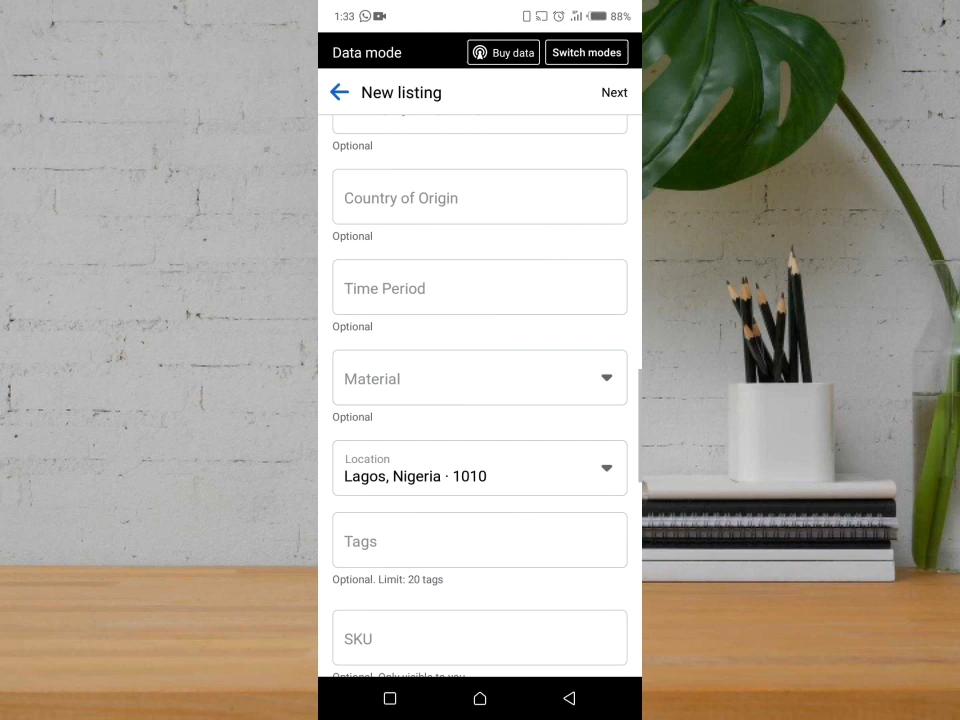 1:33 88%
Data mode Buy data Switch modes
New listing Next
Optional
Country of Origin
Optional
Time Period
Optional
Material
Optional
Location
Lagos, Nigeria · 1010
Tags
Optional. Limit: 20 tags
SKU
Optional. Only visible to you